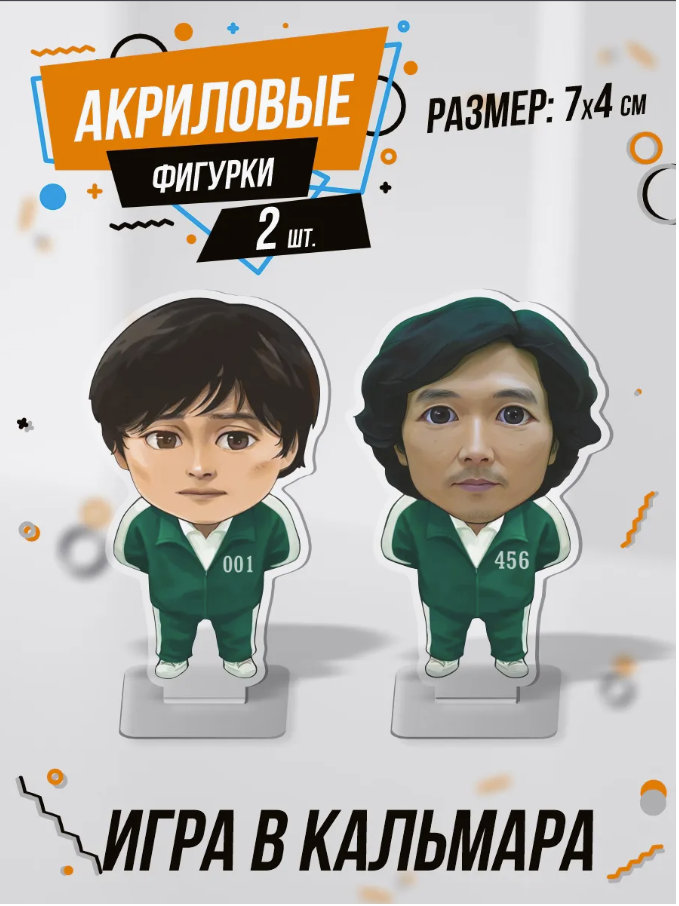 АКРИЛОВЫЕ
ФИГУРКИ
2 шт.
РАЗМЕР: 7х4 см
001
456
ИГРА В КАЛЬМАРА